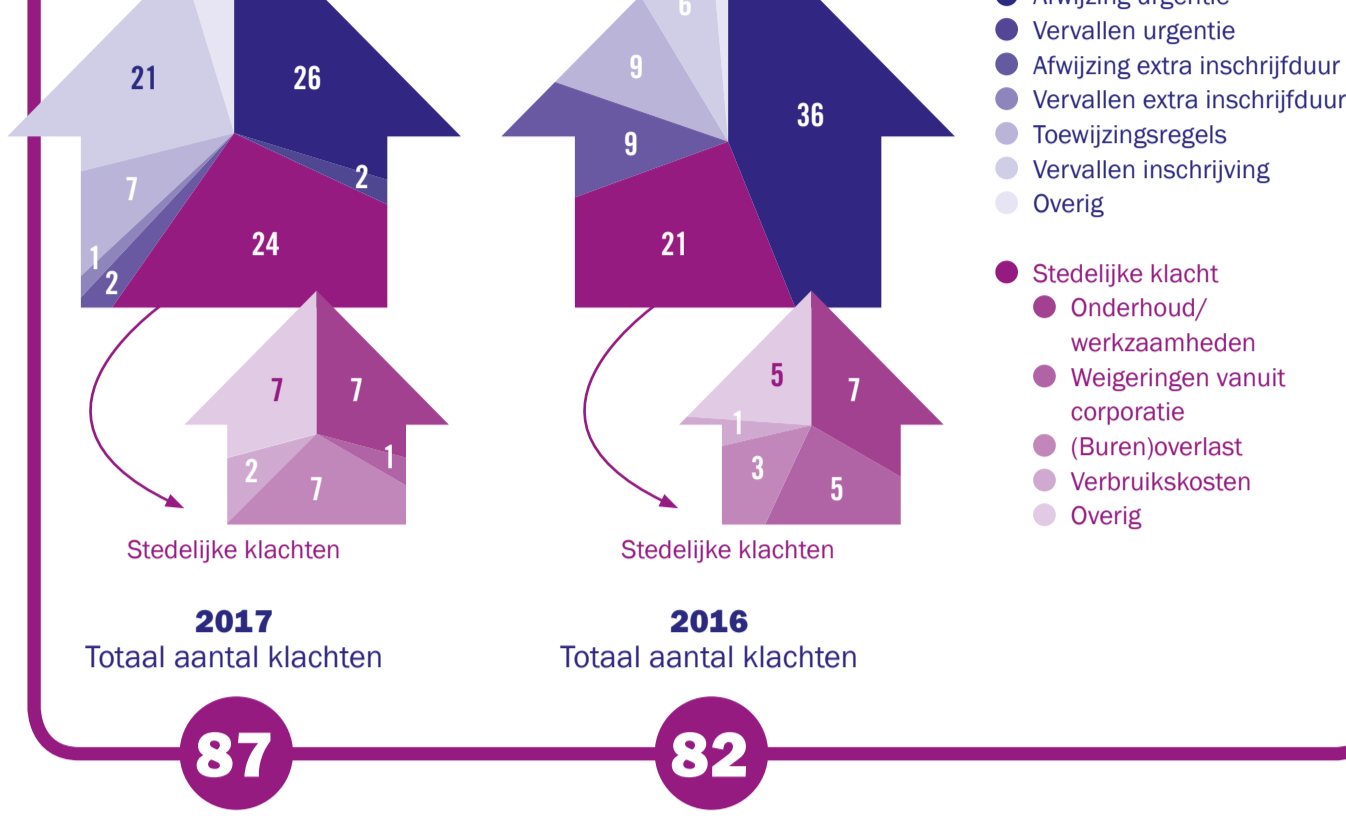 6
21
26
9
36
9
2
7
21
24
1
2
7
7
5
7
1
1
2
7
3
5
Stedelijke klachten
Stedelijke klachten
2017
Totaal aantal klachten
2016
Totaal aantal klachten
87
82
Afwijzing urgentie
Vervallen urgentie
Afwijzing extra inschrijfduur
Vervallen extra inschrijfduur
Toewijzingsregels
Vervallen inschrijving
Overig
Stedelijke klacht
Onderhoud/
werkzaamheden
Weigeringen vanuit
corporatie
(Buren)overlast
Verbruikskosten
Overig